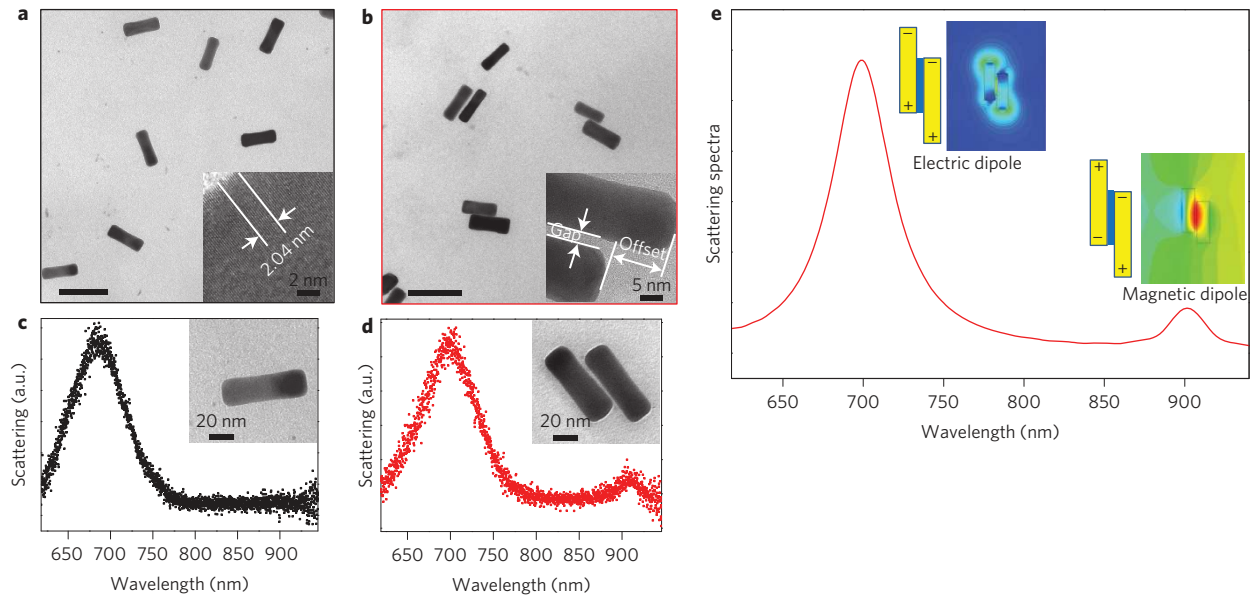 a
2.04 nm
2 nm
b
Gap
Offset
5 nm
c
20 nm
Scattering (a.u.)
650 700 750 800 850 900
Wavelength (nm)
d
20 nm
Scattering (a.u.)
650 700 750 800 850 900
Wavelength (nm)
e
− −
+ +
Electric dipole
+ −
− +
Magnetic dipole
Scattering spectra
650 700 750 800 850 900
Wavelength (nm)